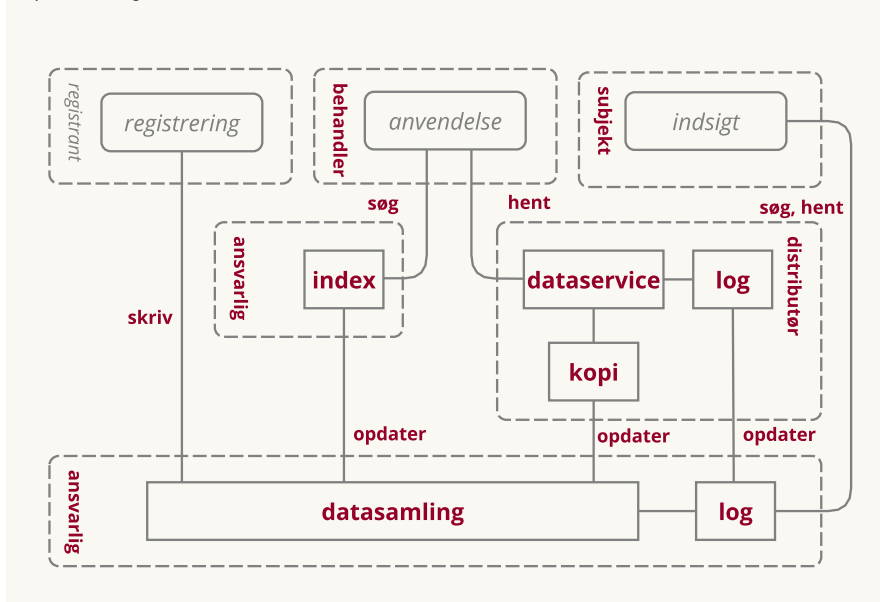 registrant
registrering
behandler
anvendelse
subjekt
indsigt
søg
hent
søg, hent
ansvarlig
index
dataservice
log
distributør
skriv
kopi
opdater
opdater
opdater
ansvarlig
datasamling
log